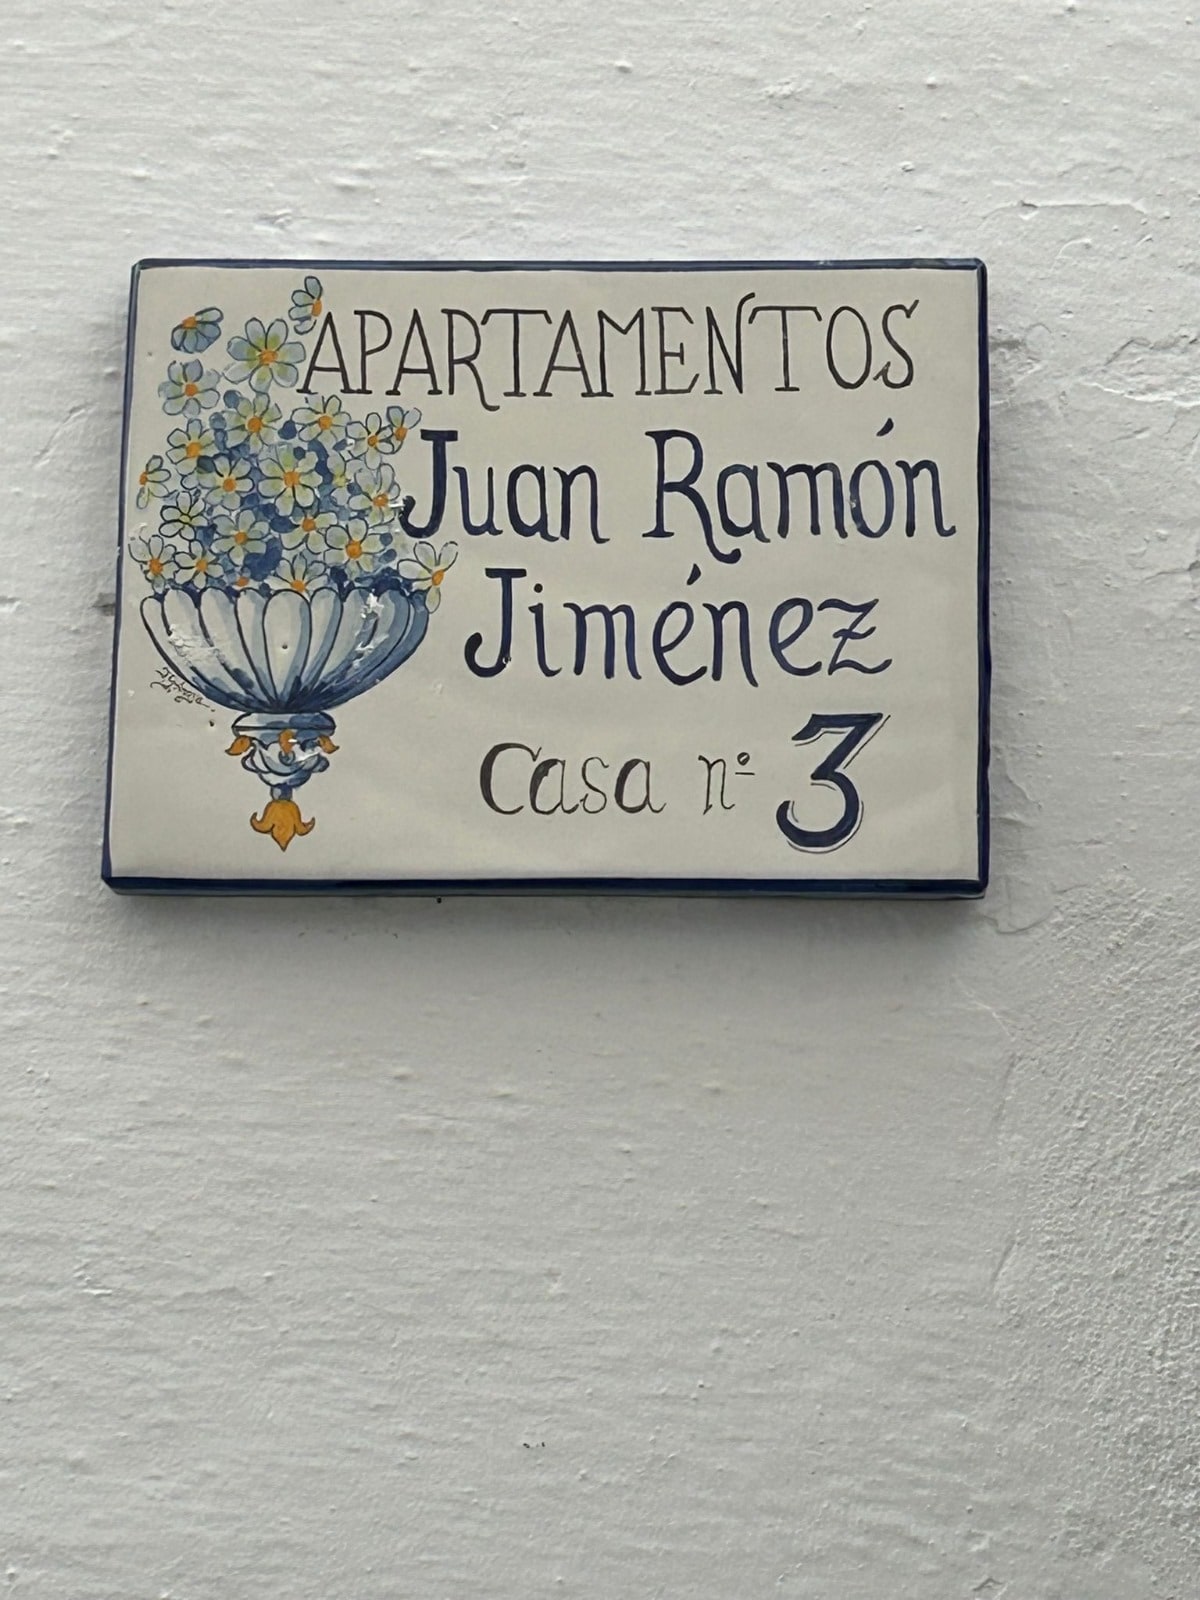 APARTAMENTOS
Juan Ramón
Jiménez
Casa nº 3